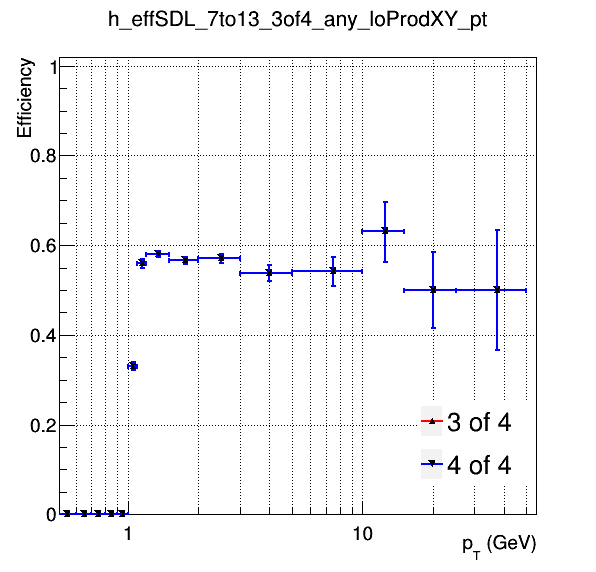 h_effSDL_7to13_3of4_any_loProdXY_pt
Efficiency
1
0.8
0.6
0.4
0.2
0
3 of 4
4 of 4
1
10
p_T (GeV)